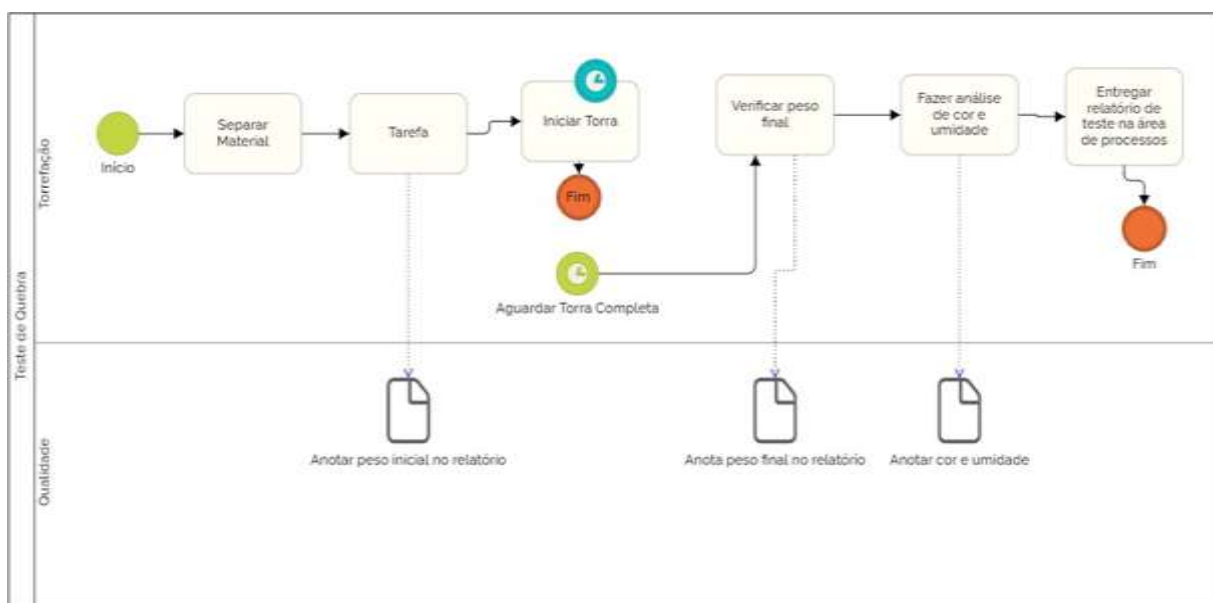 Teste de Quebra
Torrefação
Início
Separar
Material
Tarefa
Iniciar Torra
Fim
Aguardar Torra Completa
Verificar peso
final
Fazer análise
de cor e
umidade
Entregar
relatório de
teste na área
de processos
Fim
Qualidade
Anotar peso inicial no relatório
Anota peso final no relatório
Anotar cor e umidade